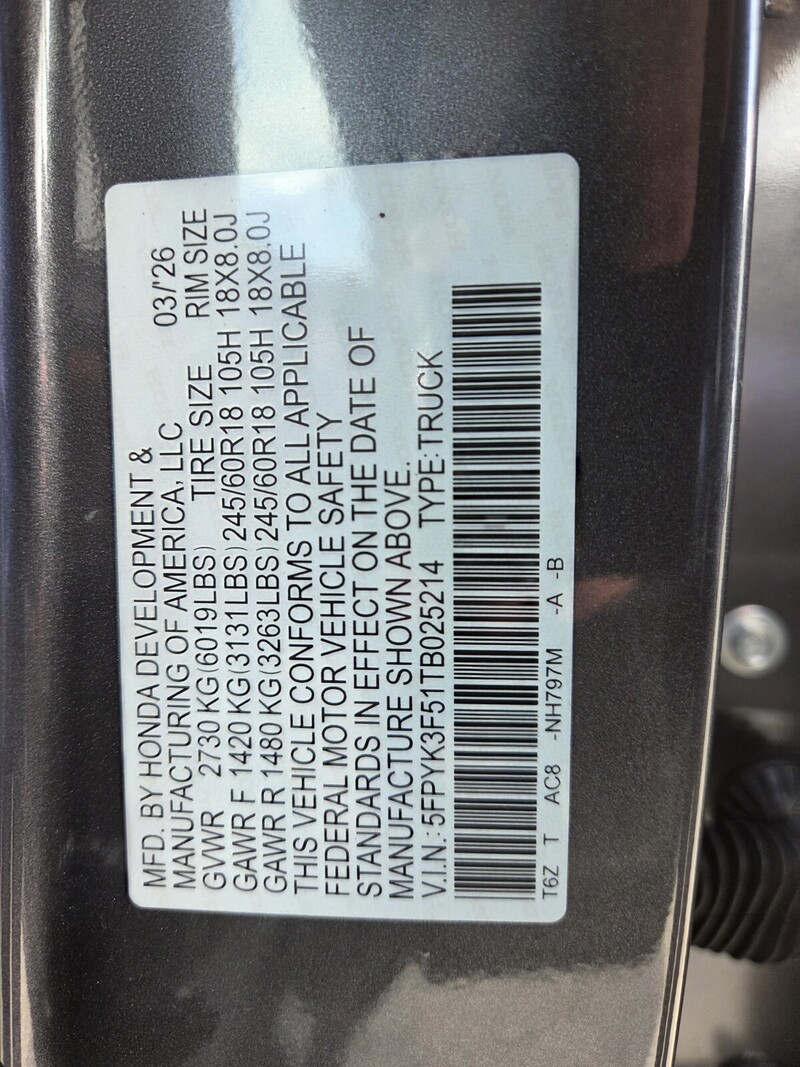 MFD. BY HONDA DEVELOPMENT &
MANUFACTURING OF AMERICA, LLC 03/'26
GVWR 2730 KG(6019LBS) TIRE SIZE RIM SIZE
GAWR F 1420 KG(3131LBS)245/60R18 105H 18X8.0J
GAWR R 1480 KG(3263LBS)245/60R18 105H 18X8.0J
THIS VEHICLE CONFORMS TO ALL APPLICABLE
FEDERAL MOTOR VEHICLE SAFETY
STANDARDS IN EFFECT ON THE DATE OF
MANUFACTURE SHOWN ABOVE.
V.I.N.:5FPYK3F51TB025214 TYPE:TRUCK
T6Z T AC8 -NH797M -A -B